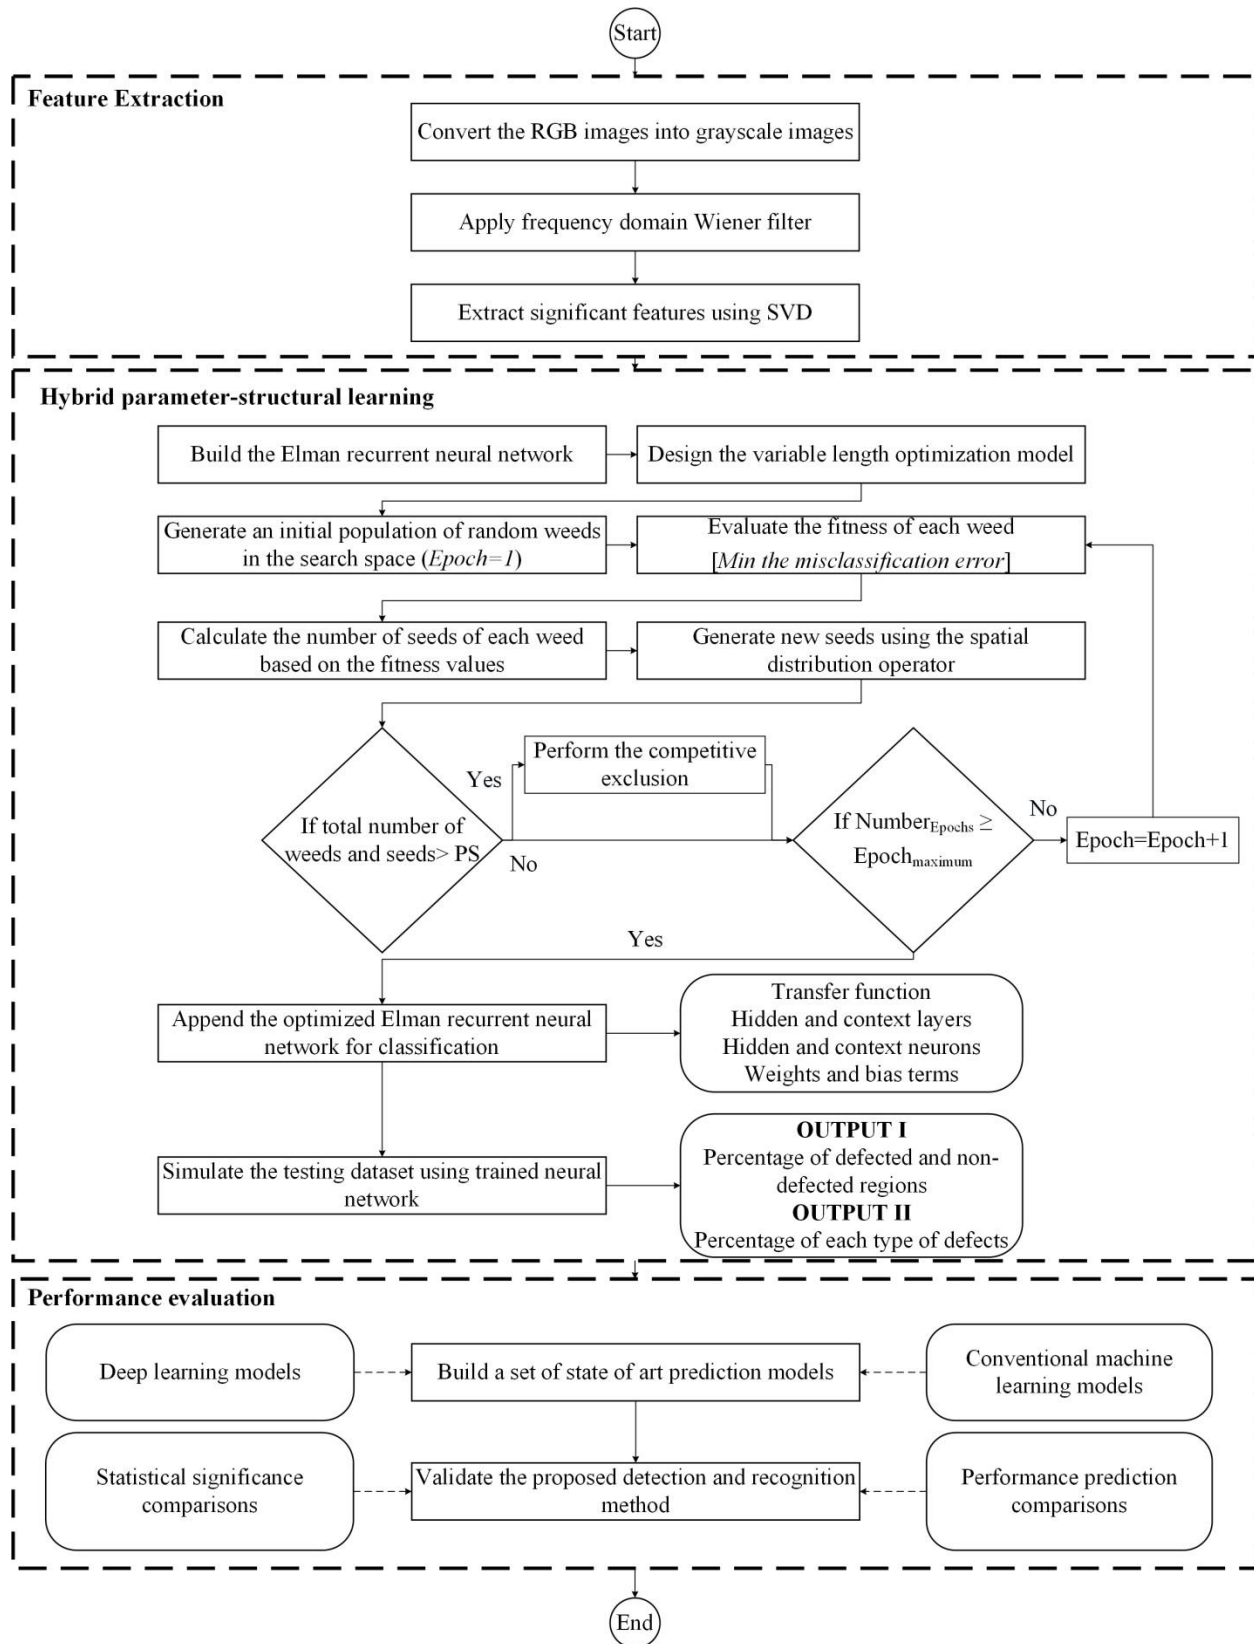 Start
Feature Extraction
Convert the RGB images into grayscale images
Apply frequency domain Wiener filter
Extract significant features using SVD
Hybrid parameter-structural learning
Build the Elman recurrent neural network
Design the variable length optimization model
Generate an initial population of random weeds
in the search space (Epoch=1)
Evaluate the fitness of each weed
[Min the misclassification error]
Calculate the number of seeds of each weed
based on the fitness values
Generate new seeds using the spatial
distribution operator
If total number of
weeds and seeds> PS
Yes
No
Perform the competitive
exclusion
If NumberEpochs ≥
Epochmaximum
No
Epoch=Epoch+1
Yes
Append the optimized Elman recurrent neural
network for classification
Transfer function
Hidden and context layers
Hidden and context neurons
Weights and bias terms
Simulate the testing dataset using trained neural
network
OUTPUT I
Percentage of defected and non-
defected regions
OUTPUT II
Percentage of each type of defects
Performance evaluation
Deep learning models
Build a set of state of art prediction models
Conventional machine
learning models
Statistical significance
comparisons
Validate the proposed detection and recognition
method
Performance prediction
comparisons
End